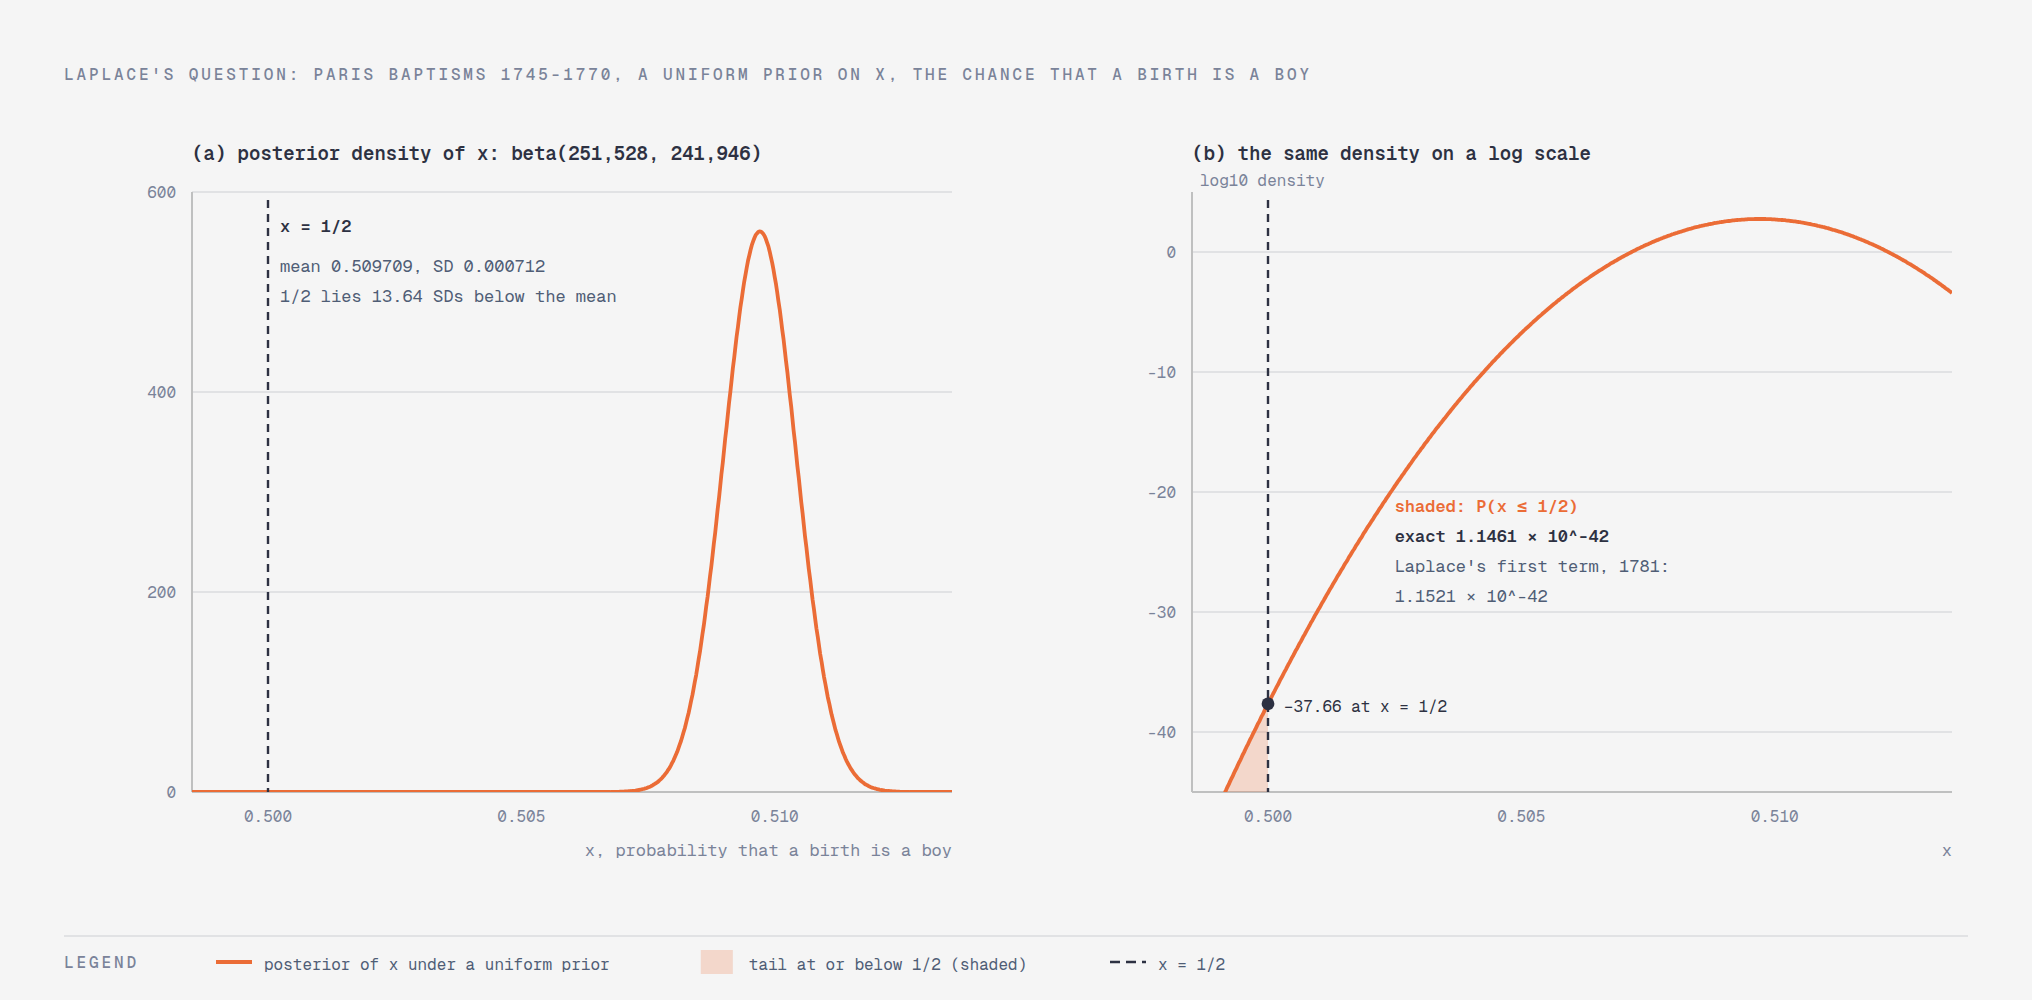 LAPLACE'S QUESTION: PARIS BAPTISMS 1745-1770, A UNIFORM PRIOR ON X, THE CHANCE THAT A BIRTH IS A BOY
(a) posterior density of x: beta(251,528, 241,946)
600
400
200
0
x = 1/2
mean 0.509709, SD 0.000712
1/2 lies 13.64 SDs below the mean
0.500
0.505
0.510
x, probability that a birth is a boy
(b) the same density on a log scale
log10 density
0
-10
-20
-30
-40
shaded: P(x ≤ 1/2)
exact 1.1461 × 10^-42
Laplace's first term, 1781:
1.1521 × 10^-42
-37.66 at x = 1/2
0.500
0.505
0.510
x
LEGEND
posterior of x under a uniform prior
tail at or below 1/2 (shaded)
x = 1/2